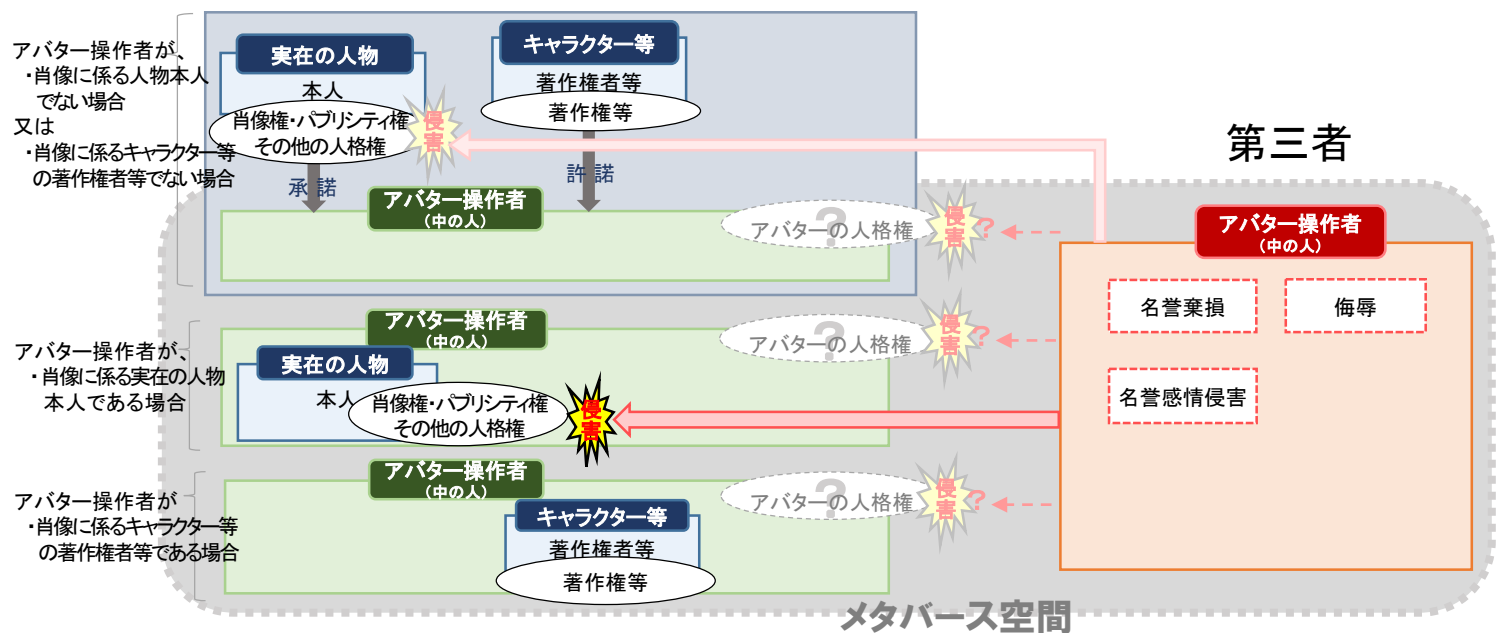 アバター操作者が、
・肖像に係る人物本人
でない場合
又は
・肖像に係るキャラクター等
の著作権者等でない場合
実在の人物
本人
肖像権・パブリシティ権
その他の人格権
侵害
承諾
キャラクター等
著作権者等
著作権等
許諾
アバター操作者
(中の人)
?
アバターの人格権
侵害
?
アバター操作者が、
・肖像に係る実在の人物
本人である場合
アバター操作者
(中の人)
実在の人物
本人
肖像権・パブリシティ権
その他の人格権
侵害
?
アバターの人格権
侵害
?
アバター操作者が
・肖像に係るキャラクター等
の著作権者等である場合
アバター操作者
(中の人)
キャラクター等
著作権者等
著作権等
?
アバターの人格権
侵害
?
第三者
アバター操作者
(中の人)
名誉棄損
侮辱
名誉感情侵害
メタバース空間